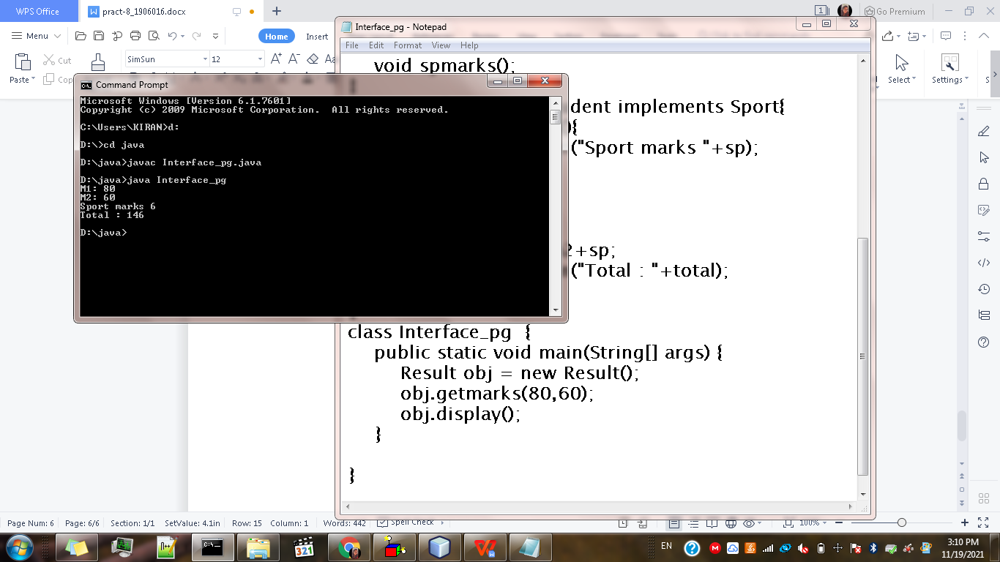 WPS Office
pract-8_1906016.docx
1
Go Premium
Menu
Home
Insert
Paste
Cut
SimSun
12
Select
Settings
Interface_pg - Notepad
File Edit Format View Help
void spmarks();
dent implements Sport{
){
("Sport marks "+sp);
2+sp;
("Total : "+total);
class Interface_pg {
public static void main(String[] args) {
Result obj = new Result();
obj.getmarks(80,60);
obj.display();
}
}
Command Prompt
Microsoft Windows [Version 6.1.7601]
Copyright (c) 2009 Microsoft Corporation. All rights reserved.
C:\Users\KIRAN>d:
D:\>cd java
D:\java>javac Interface_pg.java
D:\java>java Interface_pg
M1: 80
M2: 60
Sport marks 6
Total : 146
D:\java>
Page Num: 6 Page: 6/6 Section: 1/1 SetValue: 4.1in Row: 15 Column: 1 Words: 442 Spell Check 100%
321
EN
3:10 PM
11/19/2021